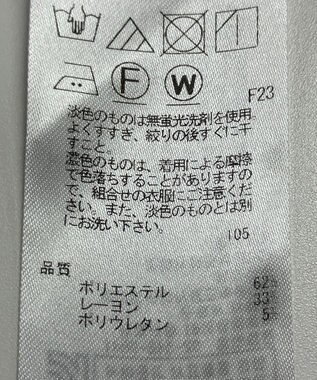 F
W
F23
淡色のものは無蛍光洗剤を使用。
よくすすぎ、絞りの後すぐに干
すこと。
濃色のものは、着用による摩擦
で色落ちすることがありますの
で、組合せの衣服にご注意くだ
さい。また、淡色のものとは別
にお洗い下さい。
105
品質
ポリエステル 62%
レーヨン 33%
ポリウレタン 5%